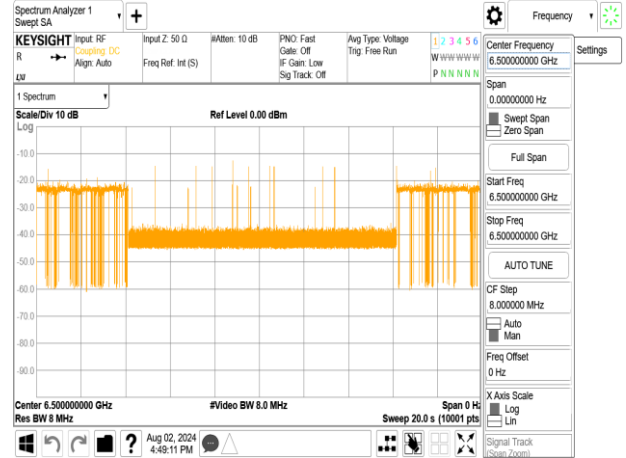 Spectrum Analyzer 1
Swept SA
Frequency
KEYSIGHT
R
Input: RF
Coupling: DC
Align: Auto
Input Z: 50 Ω
Freq Ref: Int (S)
#Atten: 10 dB
PNO: Fast
Gate: Off
IF Gain: Low
Sig Track: Off
Avg Type: Voltage
Trig: Free Run
1 2 3 4 5 6
W W W W W W
P N N N N N
Settings
Center Frequency
6.500000000 GHz
Span
0.00000000 Hz
Swept Span
Zero Span
Full Span
Start Freq
6.500000000 GHz
Stop Freq
6.500000000 GHz
AUTO TUNE
CF Step
8.000000 MHz
Auto
Man
Freq Offset
0 Hz
X Axis Scale
Log
Lin
Signal Track
(Span Zoom)
1 Spectrum
Scale/Div 10 dB
Ref Level 0.00 dBm
Log
-10.0
-20.0
-30.0
-40.0
-50.0
-60.0
-70.0
-80.0
-90.0
Center 6.500000000 GHz
#Video BW 8.0 MHz
Span 0 Hz
Res BW 8 MHz
Sweep 20.0 s (10001 pts
?
Aug 02, 2024
4:49:11 PM